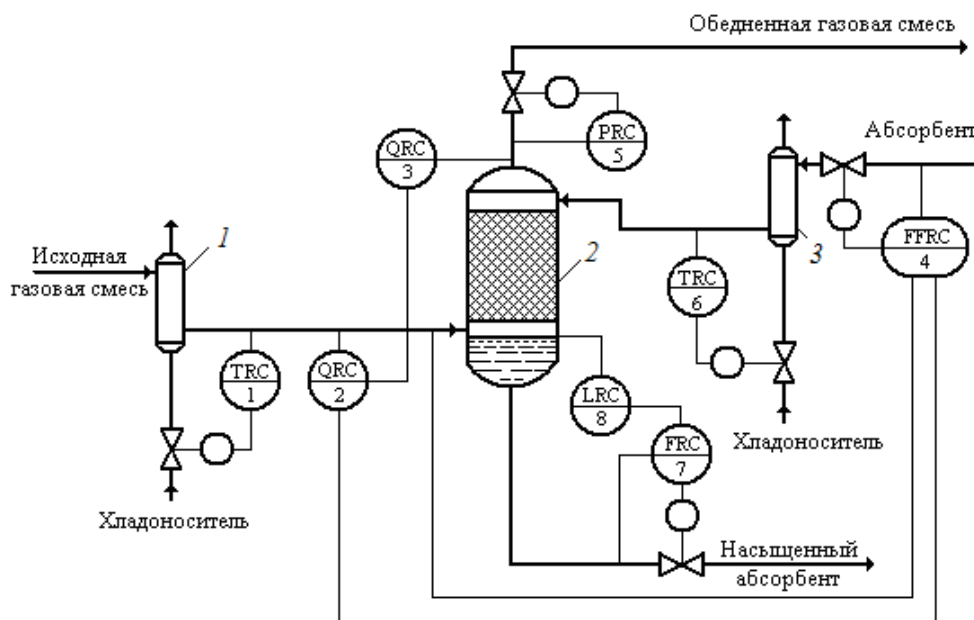 Обедненная газовая смесь
QRC
3
PRC
5
Абсорбент
1
Исходная
газовая смесь
2
3
FFRC
4
TRC
6
TRC
1
QRC
2
LRC
8
FRC
7
Хладоноситель
Хладоноситель
Насыщенный
абсорбент